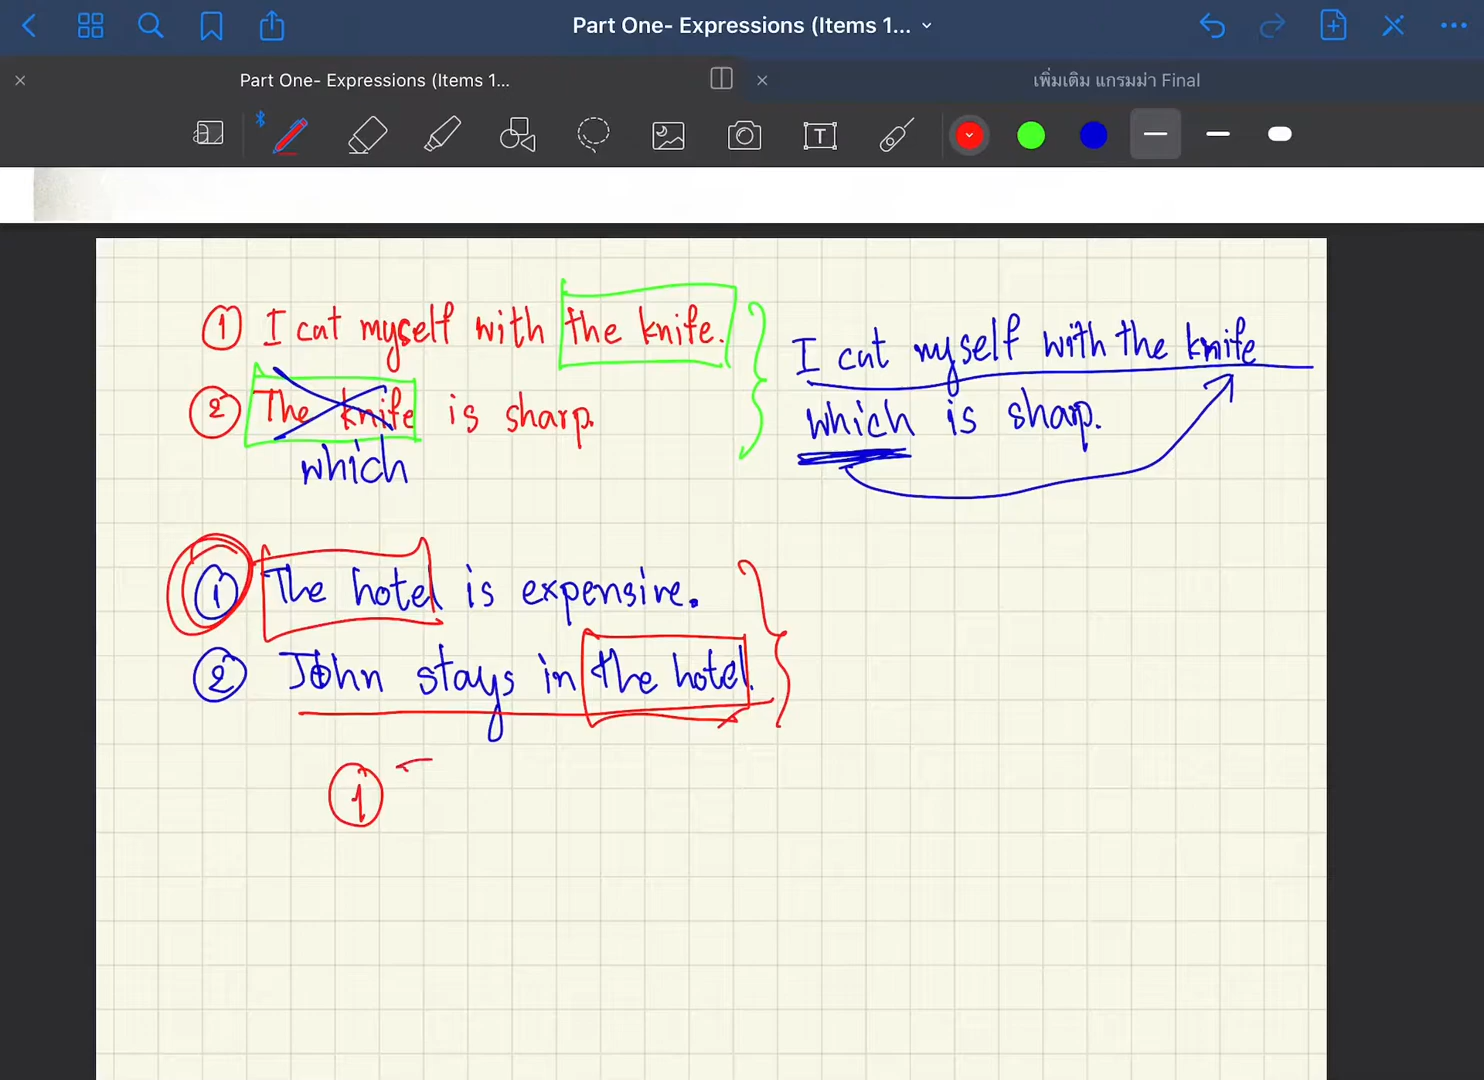 Part One- Expressions (Items 1...
Part One- Expressions (Items 1...
เพิ่มเติม แกรมม่า Final
① I cut myself with the knife.
② The knife is sharp.
which
I cut myself with the knife
which is sharp.
① The hotel is expensive.
② John stays in the hotel.
①